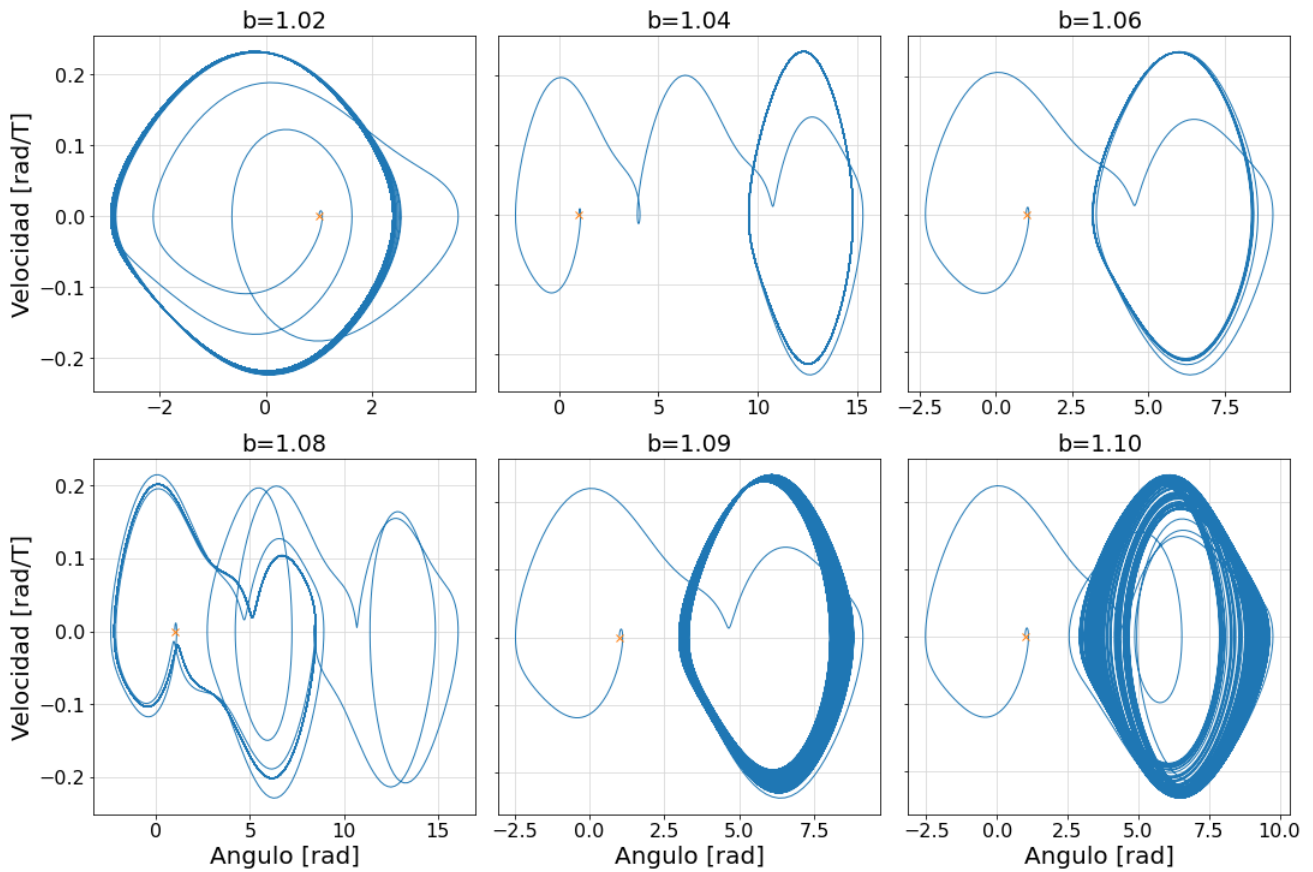 b=1.02
b=1.04
b=1.06
Velocidad [rad/T]
0.2
0.1
0.0
−0.1
−0.2
−2 0 2
0 5 10 15
−2.5 0.0 2.5 5.0 7.5
b=1.08
b=1.09
b=1.10
Velocidad [rad/T]
0.2
0.1
0.0
−0.1
−0.2
0 5 10 15
−2.5 0.0 2.5 5.0 7.5
−2.5 0.0 2.5 5.0 7.5 10.0
Angulo [rad]
Angulo [rad]
Angulo [rad]